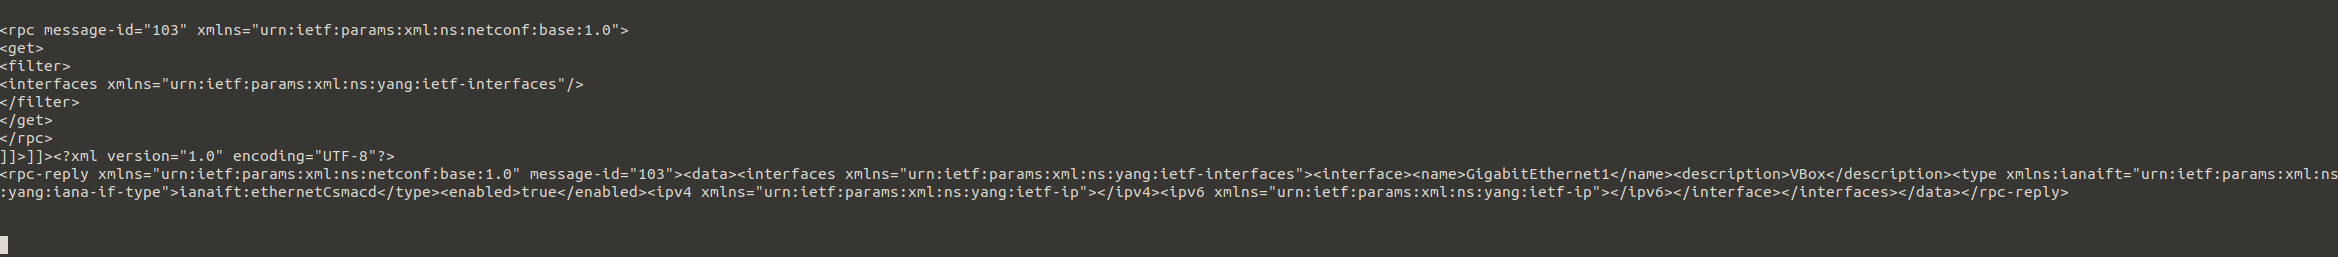 <rpc message-id="103" xmlns="urn:ietf:params:xml:ns:netconf:base:1.0">
<get>
<filter>
<interfaces xmlns="urn:ietf:params:xml:ns:yang:ietf-interfaces"/>
</filter>
</get>
</rpc>
]]>]]><?xml version="1.0" encoding="UTF-8"?>
<rpc-reply xmlns="urn:ietf:params:xml:ns:netconf:base:1.0" message-id="103"><data><interfaces xmlns="urn:ietf:params:xml:ns:yang:ietf-interfaces"><interface><name>GigabitEthernet1</name><description>VBox</description><type xmlns:ianaift="urn:ietf:params:xml:ns
:yang:iana-if-type">ianaift:ethernetCsmacd</type><enabled>true</enabled><ipv4 xmlns="urn:ietf:params:xml:ns:yang:ietf-ip"></ipv4><ipv6 xmlns="urn:ietf:params:xml:ns:yang:ietf-ip"></ipv6></interface></interfaces></data></rpc-reply>